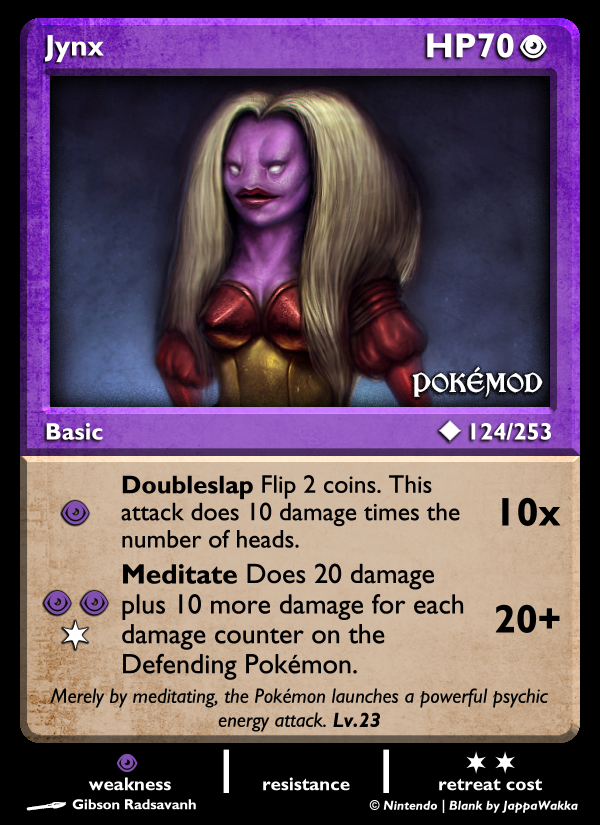 Jynx
HP70
POKÉMOD
Basic
124/253
Doubleslap Flip 2 coins. This
attack does 10 damage times the
number of heads.
10x
Meditate Does 20 damage
plus 10 more damage for each
damage counter on the
Defending Pokémon.
20+
Merely by meditating, the Pokémon launches a powerful psychic
energy attack. Lv.23
weakness
resistance
retreat cost
Gibson Radsavanh
© Nintendo | Blank by JappaWakka